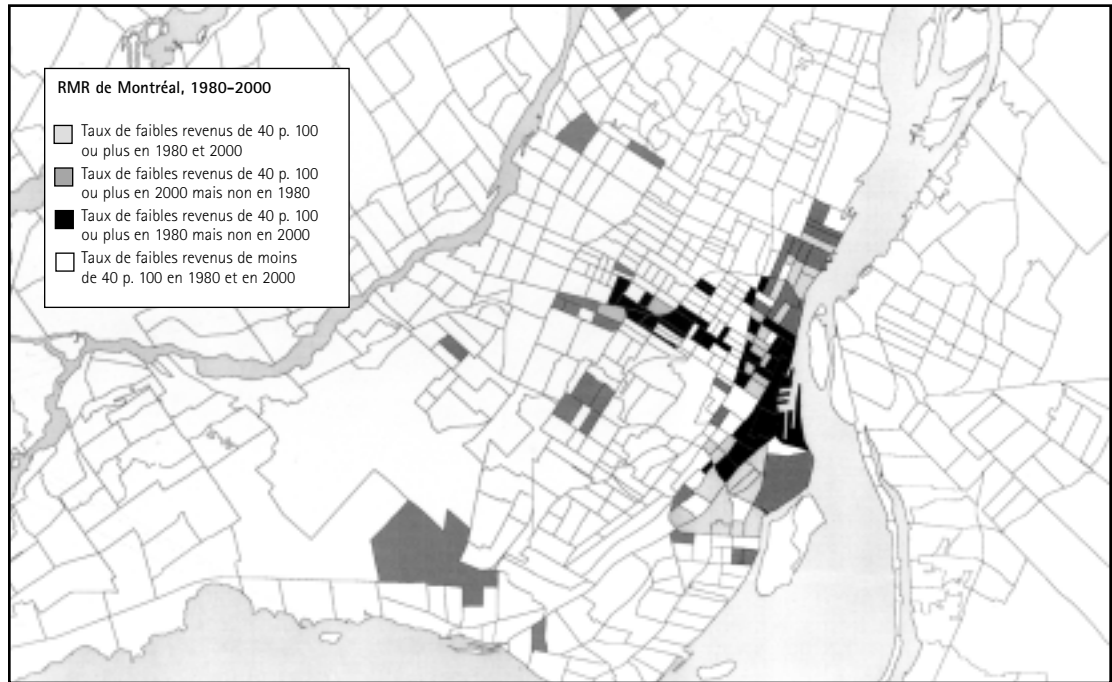 RMR de Montréal, 1980-2000
Taux de faibles revenus de 40 p. 100
ou plus en 1980 et 2000
Taux de faibles revenus de 40 p. 100
ou plus en 2000 mais non en 1980
Taux de faibles revenus de 40 p. 100
ou plus en 1980 mais non en 2000
Taux de faibles revenus de moins
de 40 p. 100 en 1980 et en 2000